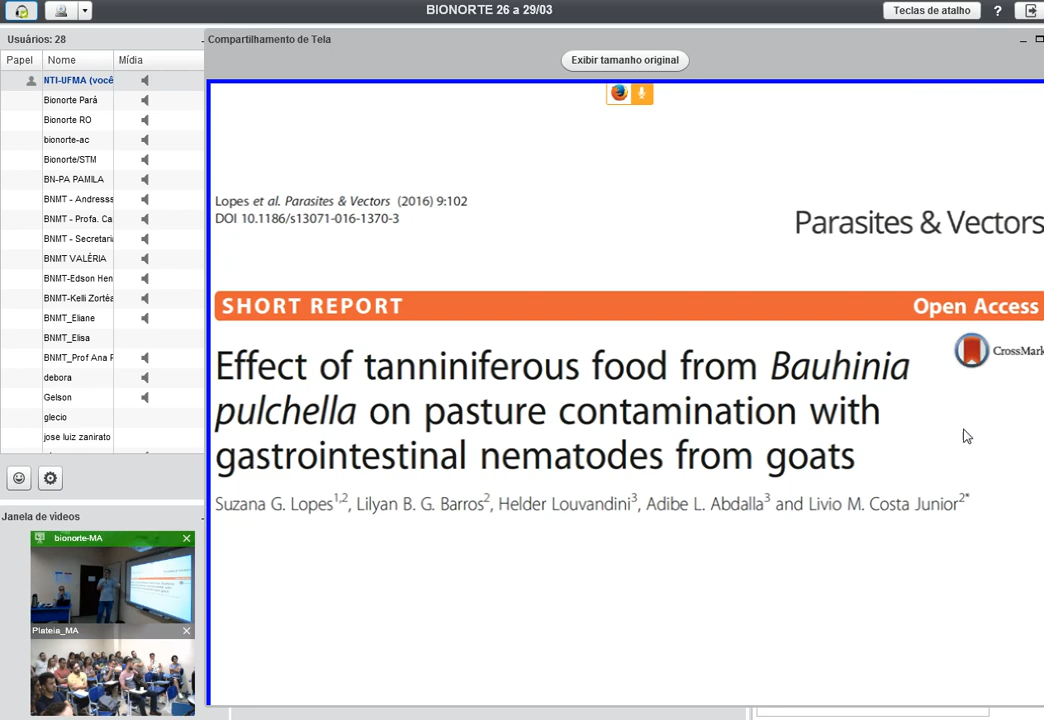 BIONORTE 26 a 29/03
Teclas de atalho
?
Usuários: 28
Papel Nome Mídia
NTI-UFMA (você
Bionorte Pará
Bionorte RO
bionorte-ac
Bionorte/STM
BN-PA PAMILA
BNMT - Andresss
BNMT - Profa. Ca
BNMT - Secretari
BNMT VALÉRIA
BNMT-Edson Hen
BNMT-Kelli Zortéa
BNMT_Eliane
BNMT_Elisa
BNMT_Prof Ana P
debora
Gelson
glecio
jose luiz zanirato
Janela de videos
bionorte-MA
Plateia_MA
Compartilhamento de Tela
Exibir tamanho original
Lopes et al. Parasites & Vectors (2016) 9:102
DOI 10.1186/s13071-016-1370-3
Parasites & Vectors
SHORT REPORT Open Access
CrossMark
Effect of tanniniferous food from Bauhinia
pulchella on pasture contamination with
gastrointestinal nematodes from goats
Suzana G. Lopes1,2, Lilyan B. G. Barros2, Helder Louvandini3, Adibe L. Abdalla3 and Livio M. Costa Junior2*